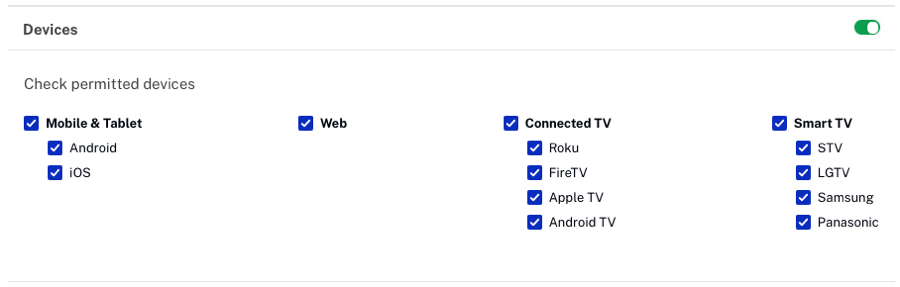 Devices
Check permitted devices
Mobile & Tablet
Android
iOS
Web
Connected TV
Roku
FireTV
Apple TV
Android TV
Smart TV
STV
LGTV
Samsung
Panasonic